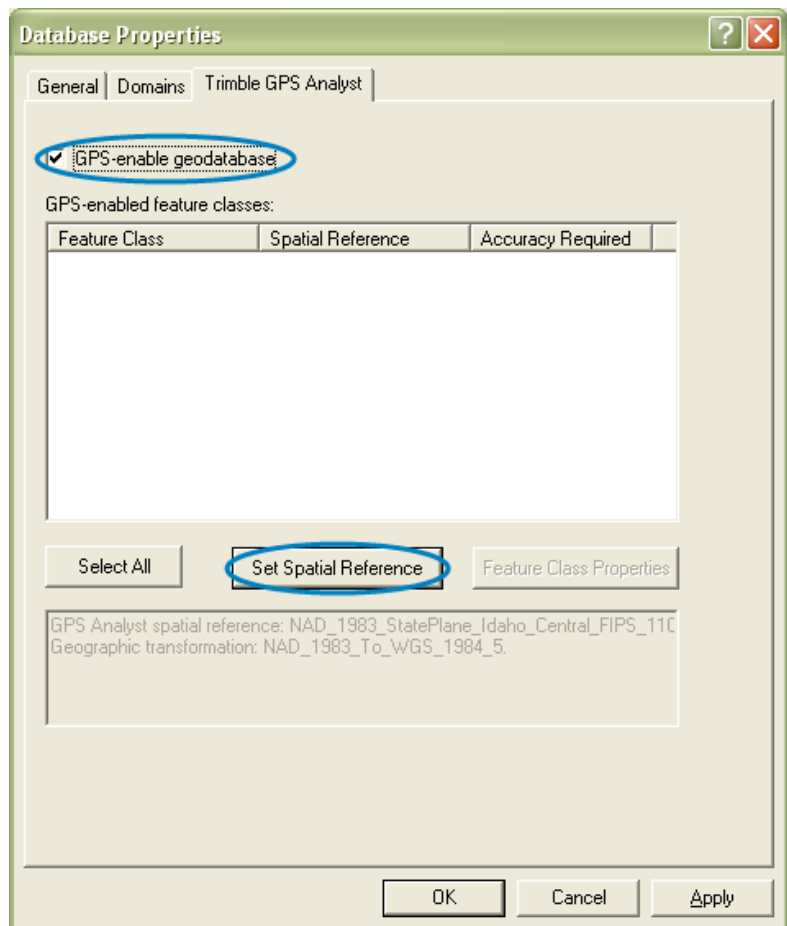 Database Properties
General Domains Trimble GPS Analyst
GPS-enable geodatabase
GPS-enabled feature classes:
Feature Class Spatial Reference Accuracy Required
Select All Set Spatial Reference Feature Class Properties
GPS Analyst spatial reference: NAD_1983_StatePlane_Idaho_Central_FIPS_110
Geographic transformation: NAD_1983_To_WGS_1984_5.
OK Cancel Apply